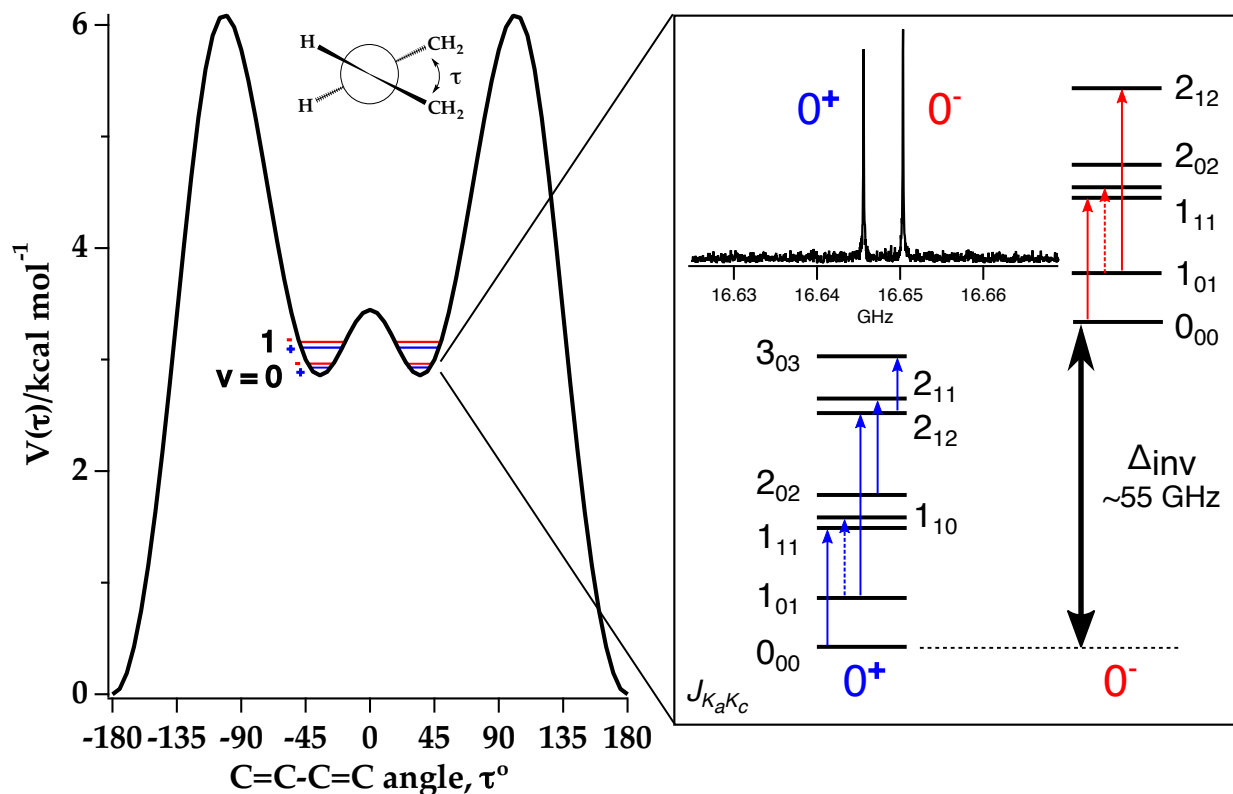 V(τ)/kcal mol⁻¹
6
4
2
0
-180 -135 -90 -45 0 45 90 135 180
C=C-C=C angle, τ°
H
CH₂
τ
H
CH₂
-
1
+
-
v = 0
+
0⁺
0⁻
16.63 16.64 16.65 16.66
GHz
2₁₂
2₀₂
1₁₁
1₀₁
0₀₀
3₀₃
2₁₁
2₁₂
2₀₂
1₁₀
1₁₁
1₀₁
0₀₀
Δinv
~55 GHz
0⁺
0⁻
J_KₐK_c